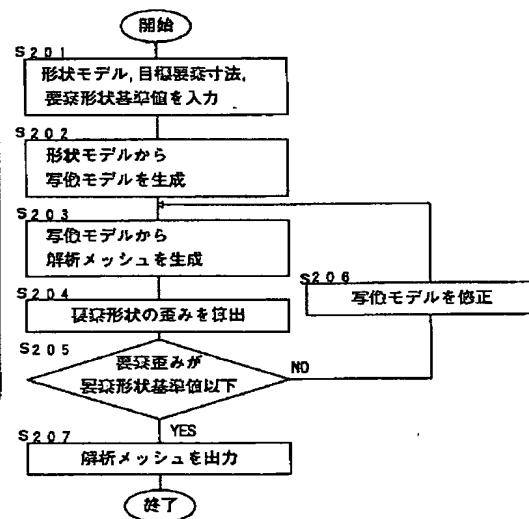 開始
S201
形状モデル,目標要素寸法,
要素形状基準値を入力
S202
形状モデルから
写像モデルを生成
S203
写像モデルから
解析メッシュを生成
S204
要素形状の歪みを算出
S205
要素歪みが
要素形状基準値以下
NO
S206
写像モデルを修正
YES
S207
解析メッシュを出力
終了